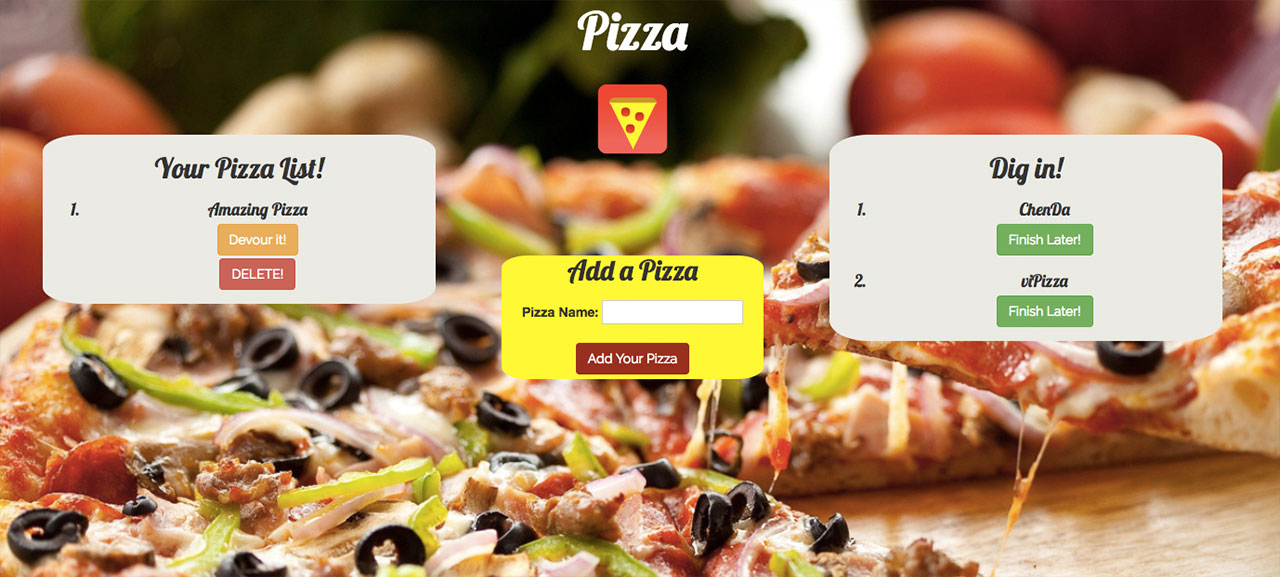 Pizza
Your Pizza List!
1. Amazing Pizza
Devour it!
DELETE!
Add a Pizza
Pizza Name:
Add Your Pizza
Dig in!
1. ChenDa
Finish Later!
2. viPizza
Finish Later!